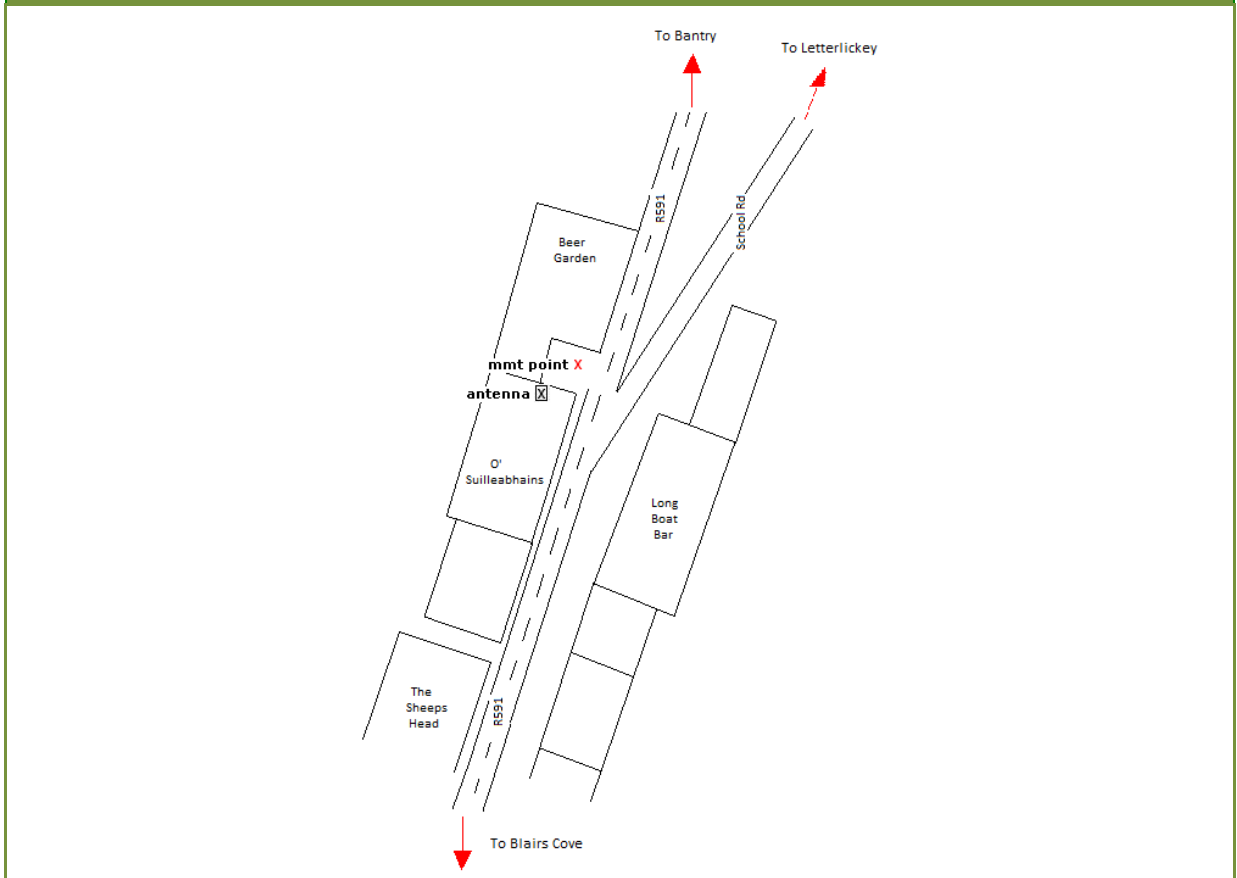 To Bantry
To Letterlickey
R591
School Rd
Beer
Garden
mmt point X
antenna X
O'
Suilleabhains
Long
Boat
Bar
The
Sheeps
Head
R591
To Blairs Cove